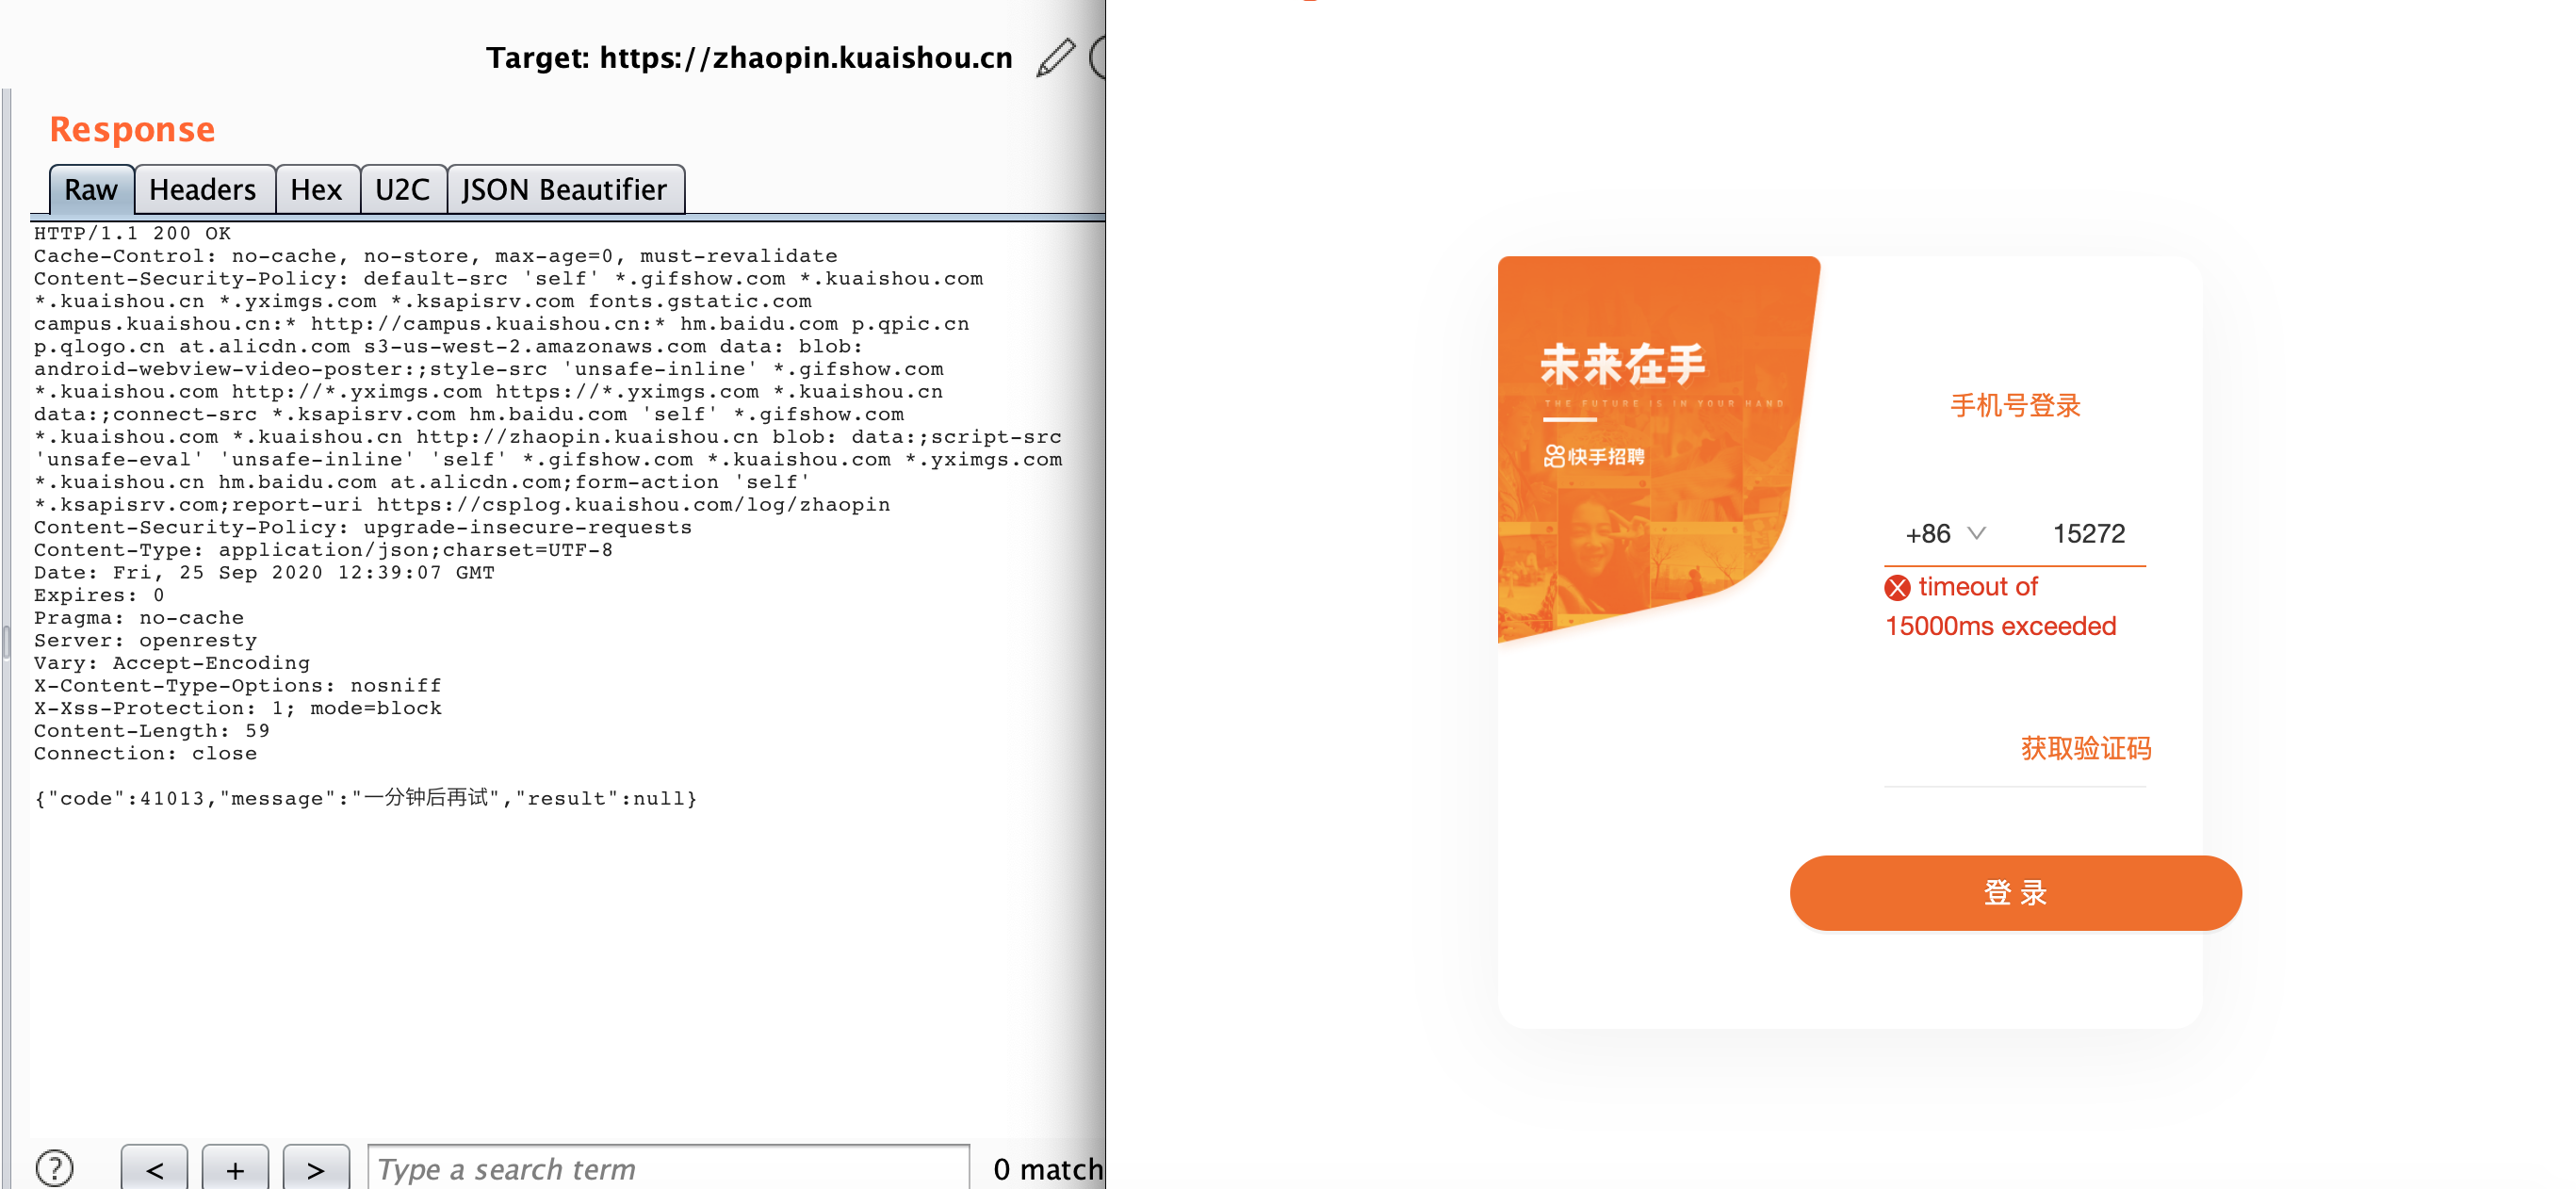 Target: https://zhaopin.kuaishou.cn
Response
Raw Headers Hex U2C JSON Beautifier
HTTP/1.1 200 OK
Cache-Control: no-cache, no-store, max-age=0, must-revalidate
Content-Security-Policy: default-src 'self' *.gifshow.com *.kuaishou.com
*.kuaishou.cn *.yximgs.com *.ksapisrv.com fonts.gstatic.com
campus.kuaishou.cn:* http://campus.kuaishou.cn:* hm.baidu.com p.qpic.cn
p.qlogo.cn at.alicdn.com s3-us-west-2.amazonaws.com data: blob:
android-webview-video-poster:;style-src 'unsafe-inline' *.gifshow.com
*.kuaishou.com http://*.yximgs.com https://*.yximgs.com *.kuaishou.cn
data:;connect-src *.ksapisrv.com hm.baidu.com 'self' *.gifshow.com
*.kuaishou.com *.kuaishou.cn http://zhaopin.kuaishou.cn blob: data:;script-src
'unsafe-eval' 'unsafe-inline' 'self' *.gifshow.com *.kuaishou.com *.yximgs.com
*.kuaishou.cn hm.baidu.com at.alicdn.com;form-action 'self'
*.ksapisrv.com;report-uri https://csplog.kuaishou.com/log/zhaopin
Content-Security-Policy: upgrade-insecure-requests
Content-Type: application/json;charset=UTF-8
Date: Fri, 25 Sep 2020 12:39:07 GMT
Expires: 0
Pragma: no-cache
Server: openresty
Vary: Accept-Encoding
X-Content-Type-Options: nosniff
X-Xss-Protection: 1; mode=block
Content-Length: 59
Connection: close
{"code":41013,"message":"一分钟后再试","result":null}
? < + > Type a search term 0 match
未来在手
THE FUTURE IS IN YOUR HAND
快手招聘
手机号登录
+86 15272
timeout of
15000ms exceeded
获取验证码
登 录